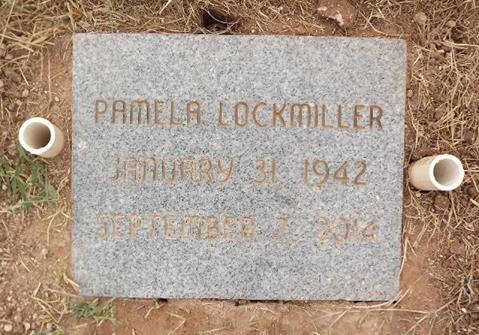 PAMELA LOCKMILLER
JANUARY 31, 1942
SEPTEMBER 7, 2014